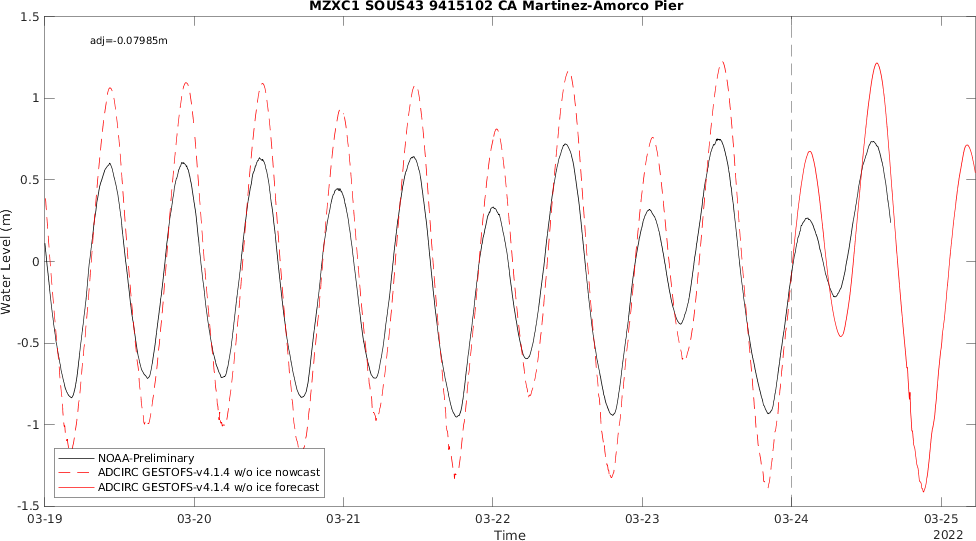 MZXC1 SOUS43 9415102 CA Martinez-Amorco Pier
adj=-0.07985m
1.5
1
0.5
0
-0.5
-1
-1.5
Water Level (m)
NOAA-Preliminary
ADCIRC GESTOFS-v4.1.4 w/o ice nowcast
ADCIRC GESTOFS-v4.1.4 w/o ice forecast
03-19 03-20 03-21 03-22 03-23 03-24 03-25
Time
2022